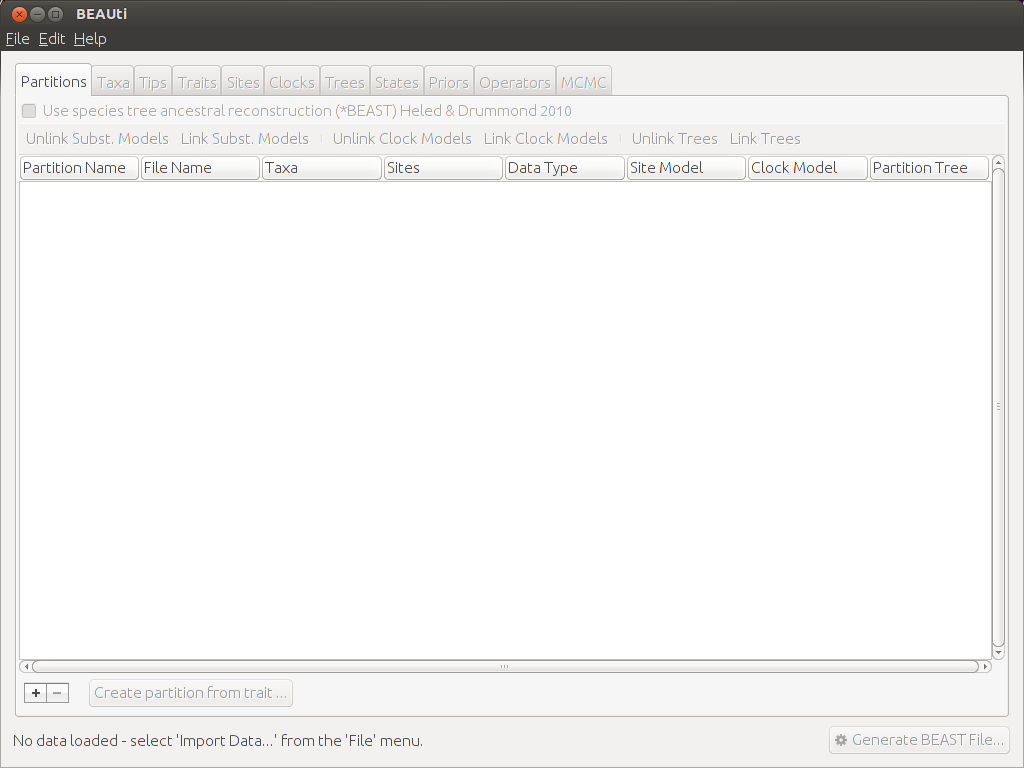 BEAUti
File Edit Help
Partitions Taxa Tips Traits Sites Clocks Trees States Priors Operators MCMC
Use species tree ancestral reconstruction (*BEAST) Heled & Drummond 2010
Unlink Subst. Models Link Subst. Models Unlink Clock Models Link Clock Models Unlink Trees Link Trees
Partition Name File Name Taxa Sites Data Type Site Model Clock Model Partition Tree
+ − Create partition from trait ...
No data loaded - select 'Import Data...' from the 'File' menu. Generate BEAST File...